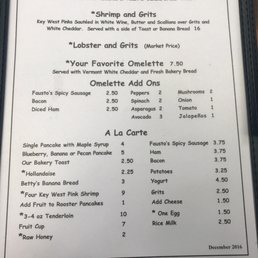 *Shrimp and Grits
Key West Pinks Sautéed in White Wine, Butter and Scallions over Grits and
White Cheddar. Served with a side of Toast or Banana Bread 16
*Lobster and Grits (Market Price)
*Your Favorite Omelette 7.50
Served with Vermont White Cheddar and Fresh Bakery Bread
Omelette Add Ons
Fausto's Spicy Sausage 2.50 Peppers 2 Mushrooms 2
Bacon 2.50 Spinach 2 Onion 1
Diced Ham 2.50 Asparagus 2 Tomato 1
Avocado 3 Jalapeños 1
A La Carte
Single Pancake with Maple Syrup 4 Fausto's Spicy Sausage 3.75
Blueberry, Banana or Pecan Pancake 5 Ham 3.75
Our Bakery Toast 2.50 Bacon 3.75
*Hollandaise 2.25 Potatoes 3.25
Betty's Banana Bread 3 Yogurt 4.50
*Four Key West Pink Shrimp 9 Grits 2.50
Add Fruit to Rooster Pancakes 1 Add Cheese 1.50
*3-4 oz Tenderloin 10 * One Egg 1.50
Fruit Cup 7 Rice Milk 2.50
*Raw Honey 2
December 2016